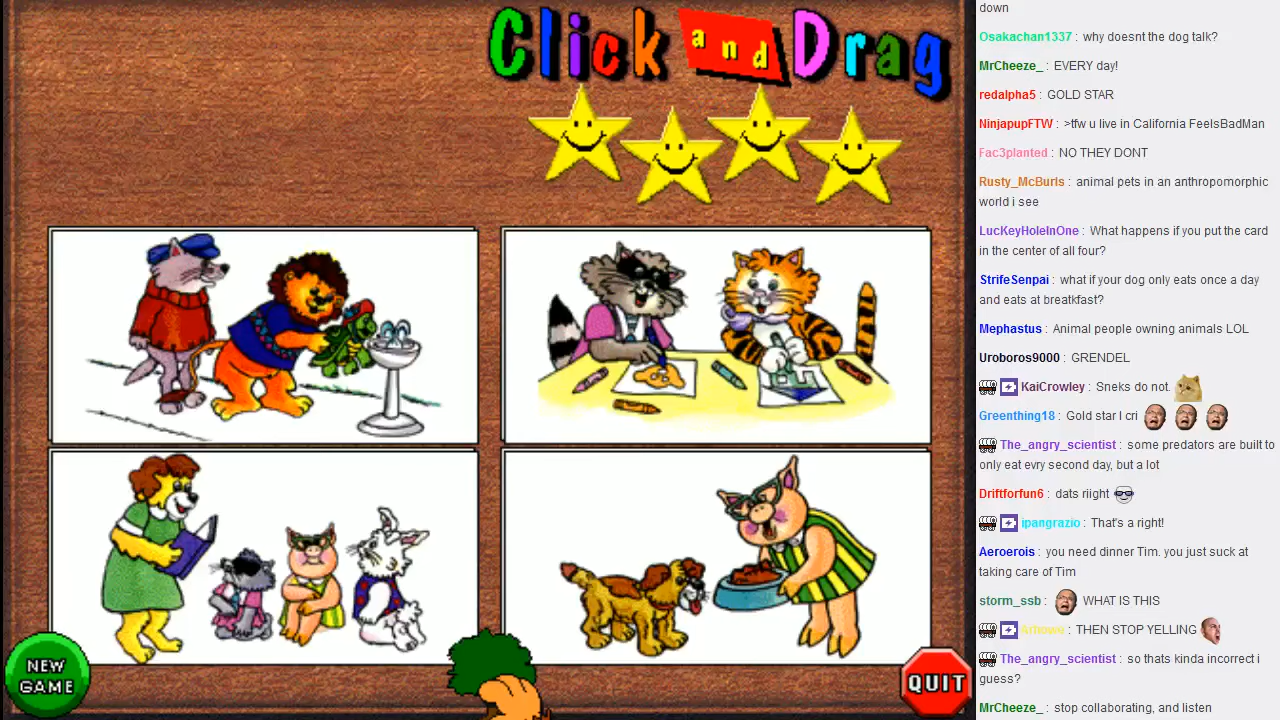 Click and Drag
NEW
GAME
QUIT
down
Osakachan1337 : why doesnt the dog talk?
MrCheeze_ : EVERY day!
redalpha5 : GOLD STAR
NinjapupFTW : >tfw u live in California FeelsBadMan
Fac3planted : NO THEY DONT
Rusty_McBurls : animal pets in an anthropomorphic
world i see
LucKeyHoleInOne : What happens if you put the card
in the center of all four?
StrifeSenpai : what if your dog only eats once a day
and eats at breakfast?
Mephastus : Animal people owning animals LOL
Uroboros9000 : GRENDEL
KaiCrowley : Sneks do not.
Greenthing18 : Gold star I cri
The_angry_scientist : some predators are built to
only eat evry second day, but a lot
Driftforfun6 : dats riight
ipangrazio : That's a right!
Aeroerois : you need dinner Tim. you just suck at
taking care of Tim
storm_ssb : WHAT IS THIS
Arhowe : THEN STOP YELLING
The_angry_scientist : so thats kinda incorrect i
guess?
MrCheeze_ : stop collaborating, and listen